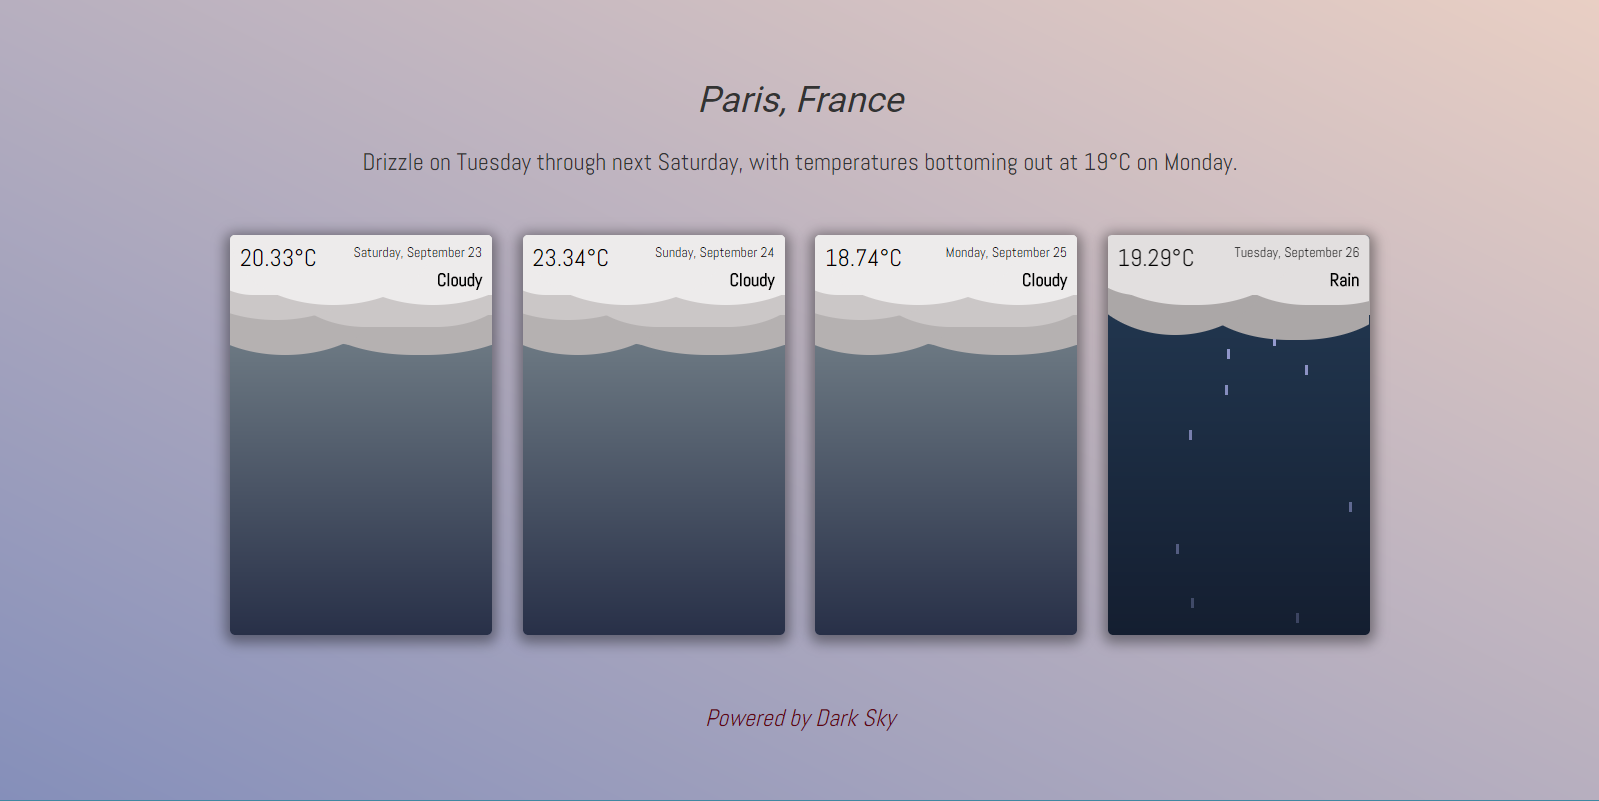 Paris, France
Drizzle on Tuesday through next Saturday, with temperatures bottoming out at 19°C on Monday.
20.33°C
Saturday, September 23
Cloudy
23.34°C
Sunday, September 24
Cloudy
18.74°C
Monday, September 25
Cloudy
19.29°C
Tuesday, September 26
Rain
Powered by Dark Sky